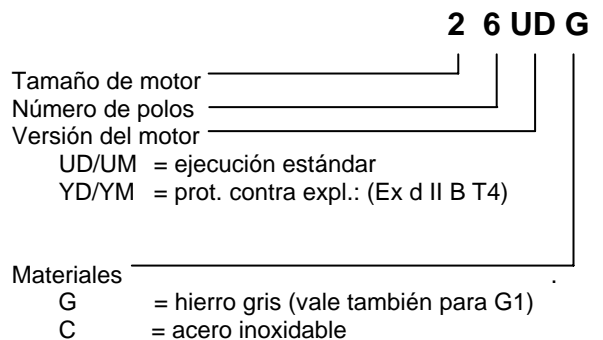 2 6 UD G
Tamaño de motor
Número de polos
Versión del motor
UD/UM = ejecución estándar
YD/YM = prot. contra expl.: (Ex d II B T4)
Materiales .
G = hierro gris (vale también para G1)
C = acero inoxidable